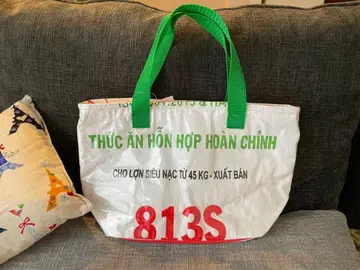 THỨC ĂN HỖN HỢP HOÀN CHỈNH
CHO LỢN SIÊU NẠC TỪ 45 KG - XUẤT BÁN
813S